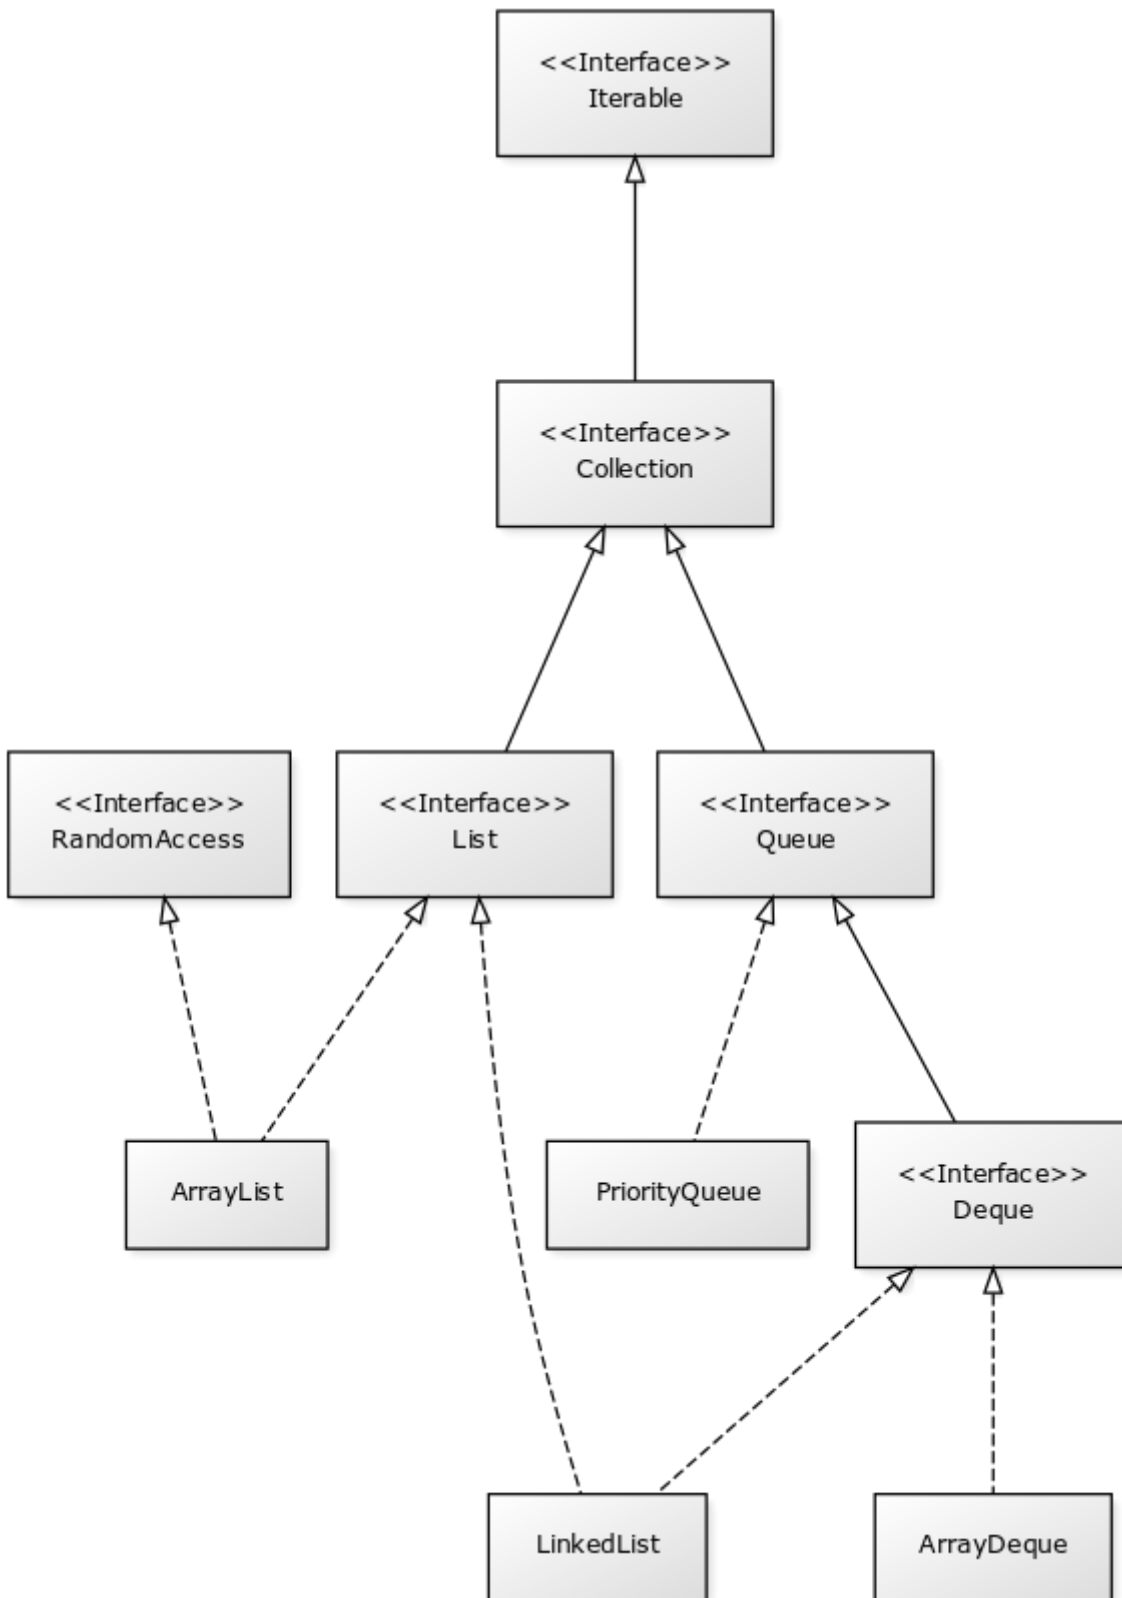 <<Interface>>
Iterable
<<Interface>>
Collection
<<Interface>>
RandomAccess
<<Interface>>
List
<<Interface>>
Queue
ArrayList
PriorityQueue
<<Interface>>
Deque
LinkedList
ArrayDeque